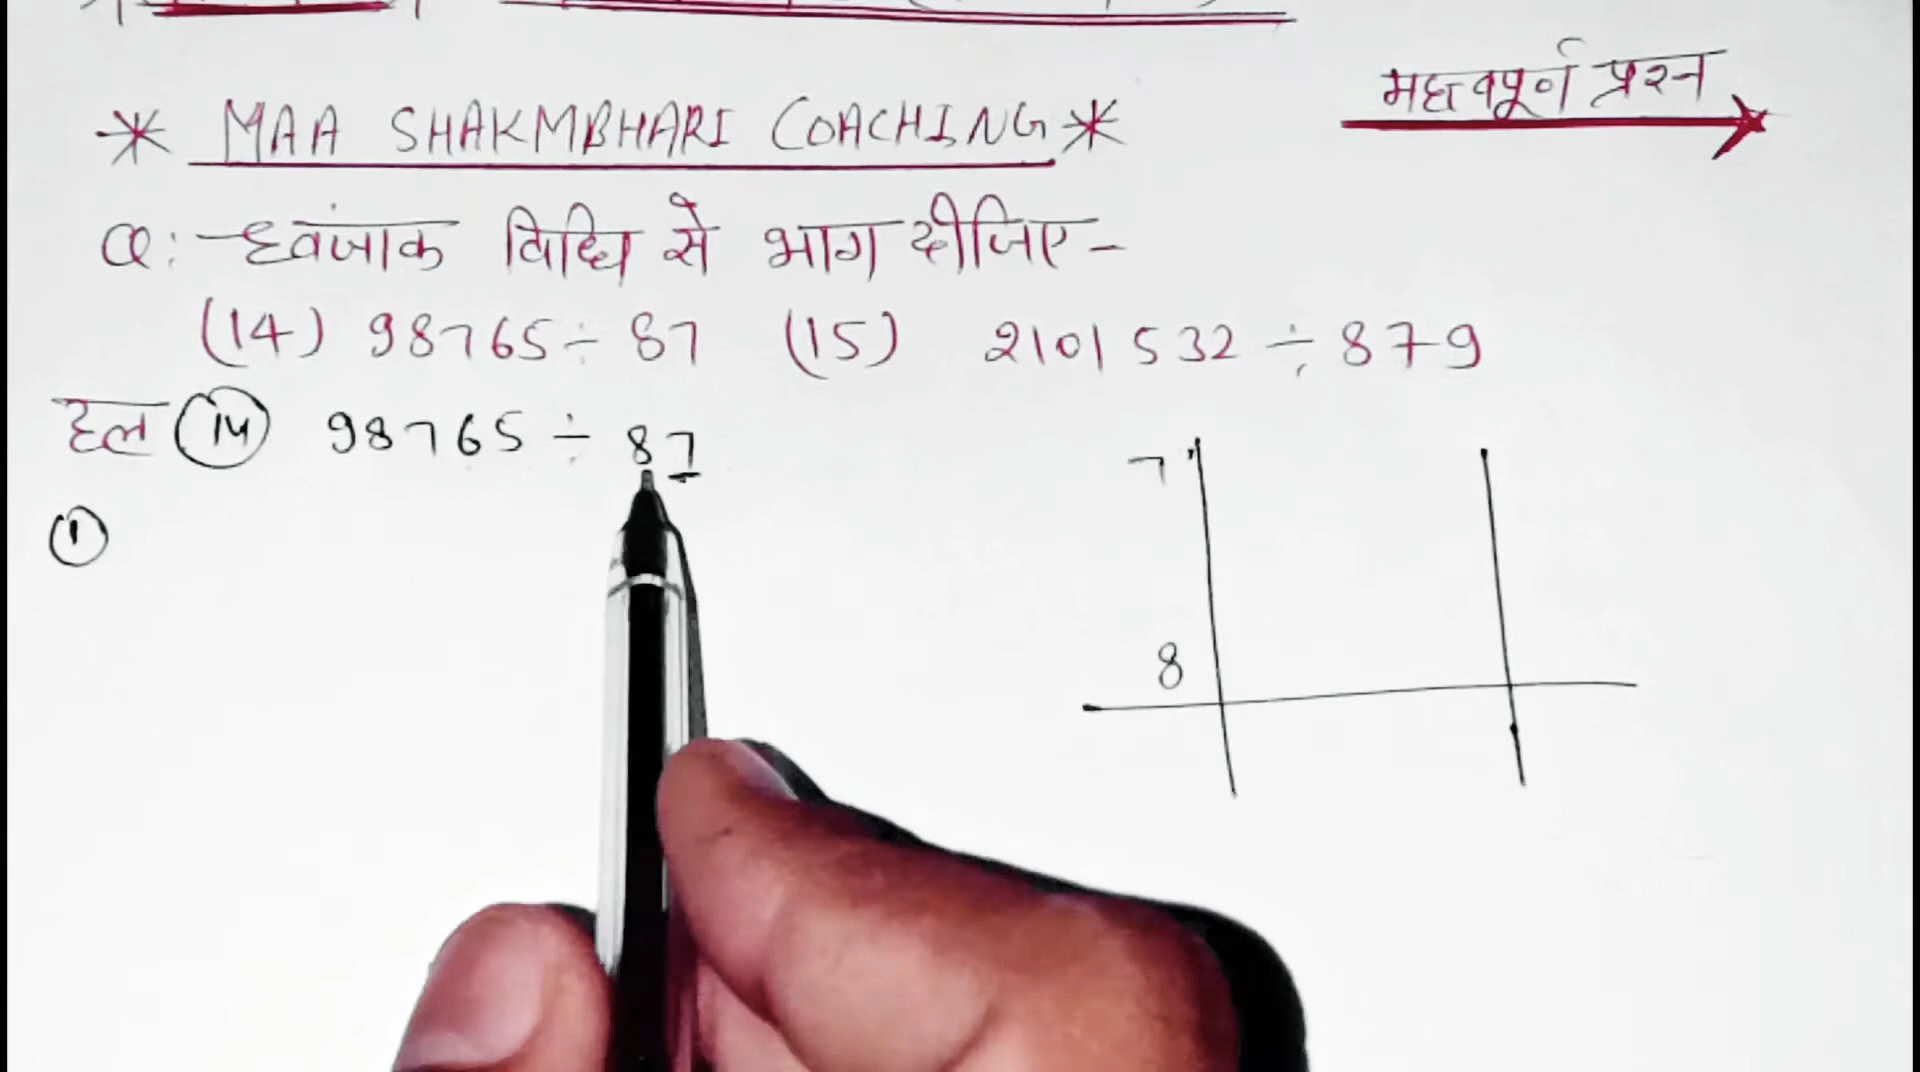 महत्वपूर्ण प्रश्न
* MAA SHAKMBHARI COACHING *
Q:- ध्वंजाक विधि से भाग दीजिए-
(14) 98765 ÷ 87 (15) 2101532 ÷ 879
हल (14) 98765 ÷ 87
7
8
(1)